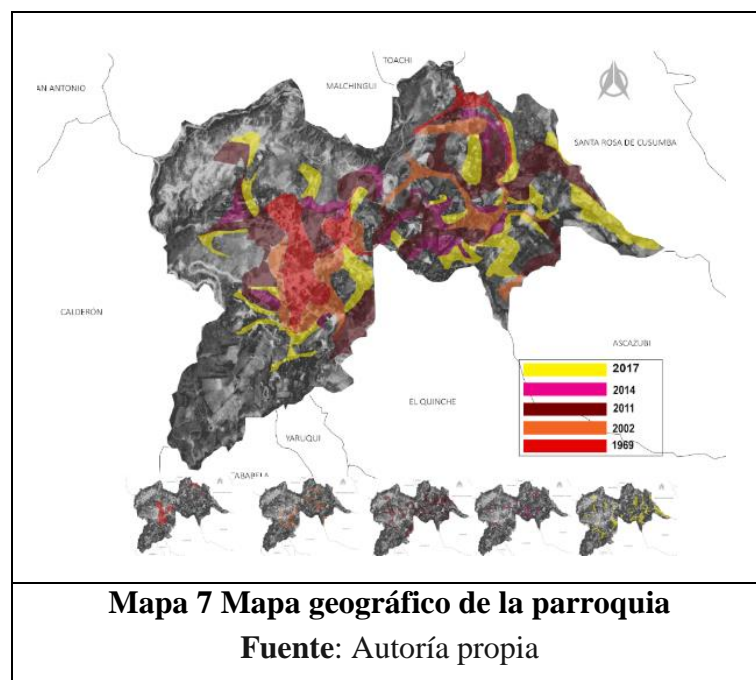 TOACHI
AN ANTONIO
MALCHINGUI
SANTA ROSA DE CUSUMBA
CALDERÓN
ASCAZUBI
2017
2014
2011
2002
1969
EL QUINCHE
YARUQUI
TABABELA
Mapa 7 Mapa geográfico de la parroquia
Fuente: Autoría propia